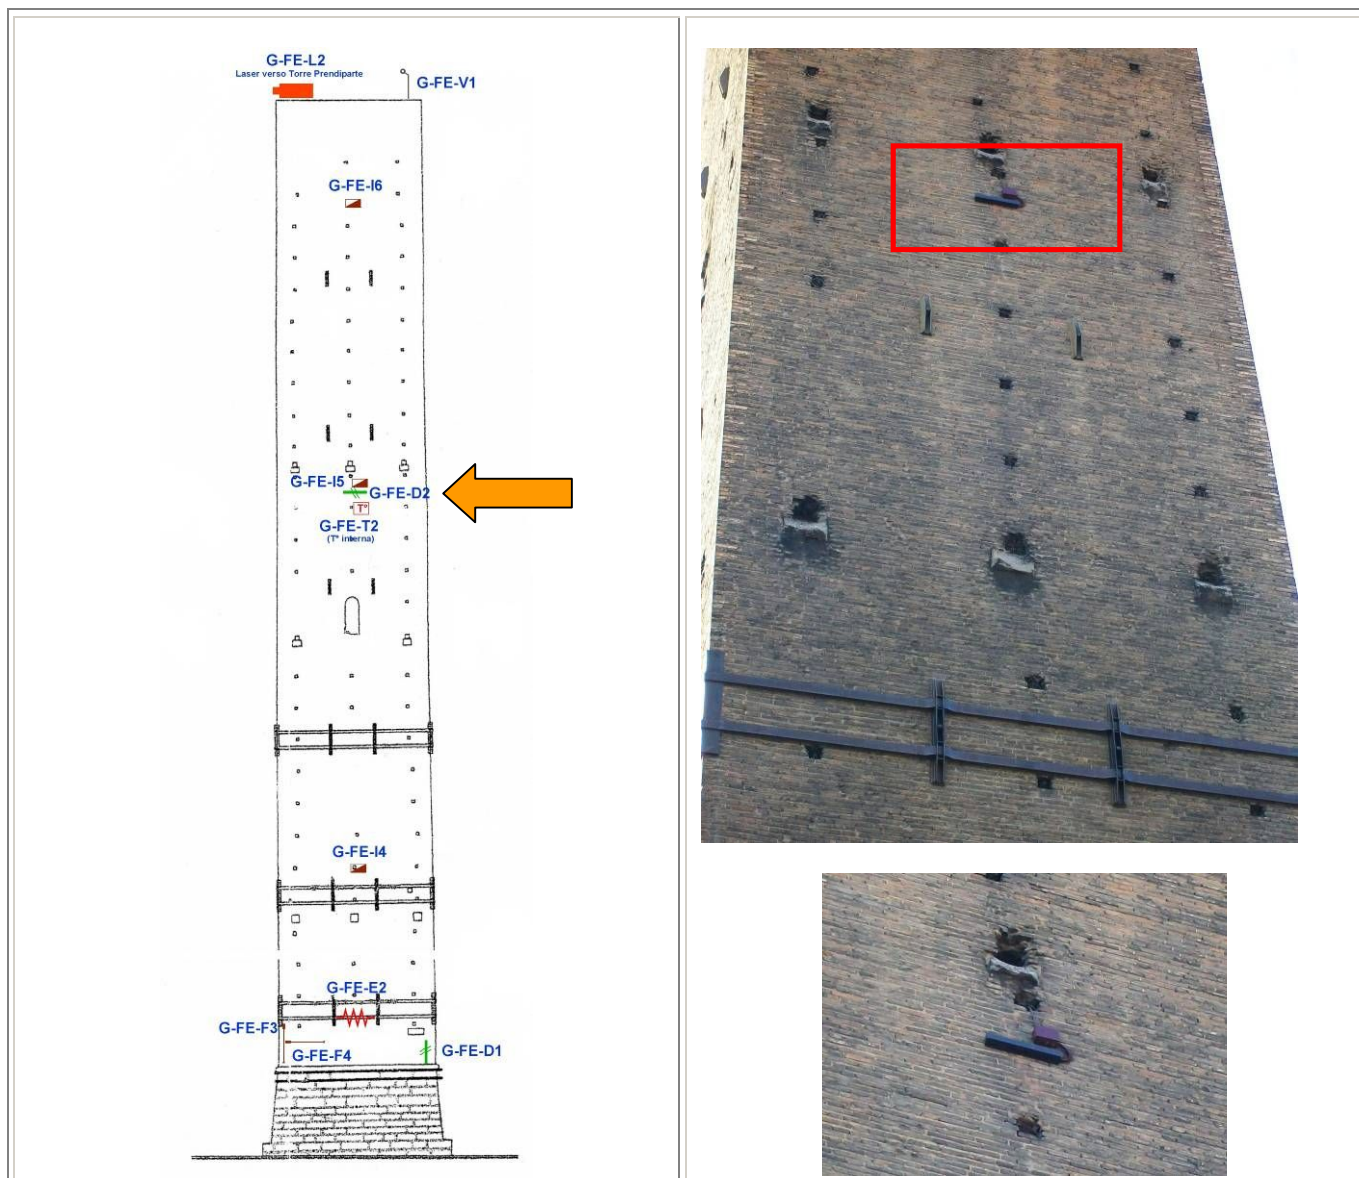 G-FE-L2
Laser verso Torre Prendiparte
G-FE-V1
G-FE-I6
G-FE-I5
G-FE-D2
T°
G-FE-T2
(T° interna)
G-FE-I4
G-FE-E2
G-FE-F3
G-FE-F4
G-FE-D1